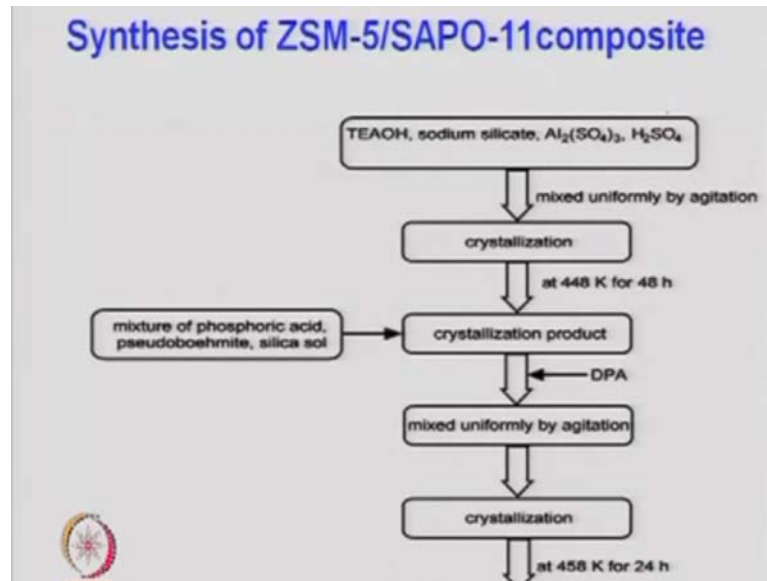 Synthesis of ZSM-5/SAPO-11composite
TEAOH, sodium silicate, Al₂(SO₄)₃, H₂SO₄
mixed uniformly by agitation
crystallization
at 448 K for 48 h
mixture of phosphoric acid,
pseudoboehmite, silica sol
crystallization product
DPA
mixed uniformly by agitation
crystallization
at 458 K for 24 h